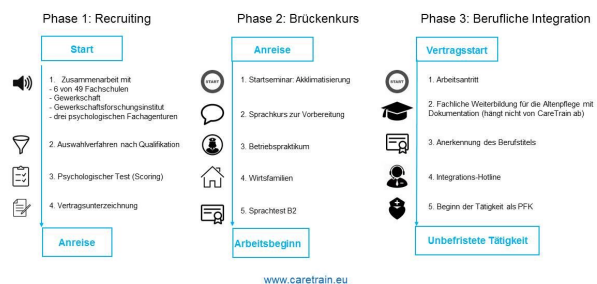 Phase 1: Recruiting
Start
1. Zusammenarbeit mit
- 6 von 49 Fachschulen
- Gewerkschaft
- Gewerkschaftsforschungsinstitut
- drei psychologischen Fachagenturen
2. Auswahlverfahren nach Qualifikation
3. Psychologischer Test (Scoring)
4. Vertragsunterzeichnung
Anreise
Phase 2: Brückenkurs
Anreise
START
1. Startseminar: Akklimatisierung
2. Sprachkurs zur Vorbereitung
3. Betriebspraktikum
4. Wirtsfamilien
5. Sprachtest B2
Arbeitsbeginn
Phase 3: Berufliche Integration
Vertragsstart
START
1. Arbeitsantritt
2. Fachliche Weiterbildung für die Altenpflege mit
Dokumentation (hängt nicht von CareTrain ab)
3. Anerkennung des Berufstitels
4. Integrations-Hotline
5. Beginn der Tätigkeit als PFK
Unbefristete Tätigkeit
www.caretrain.eu